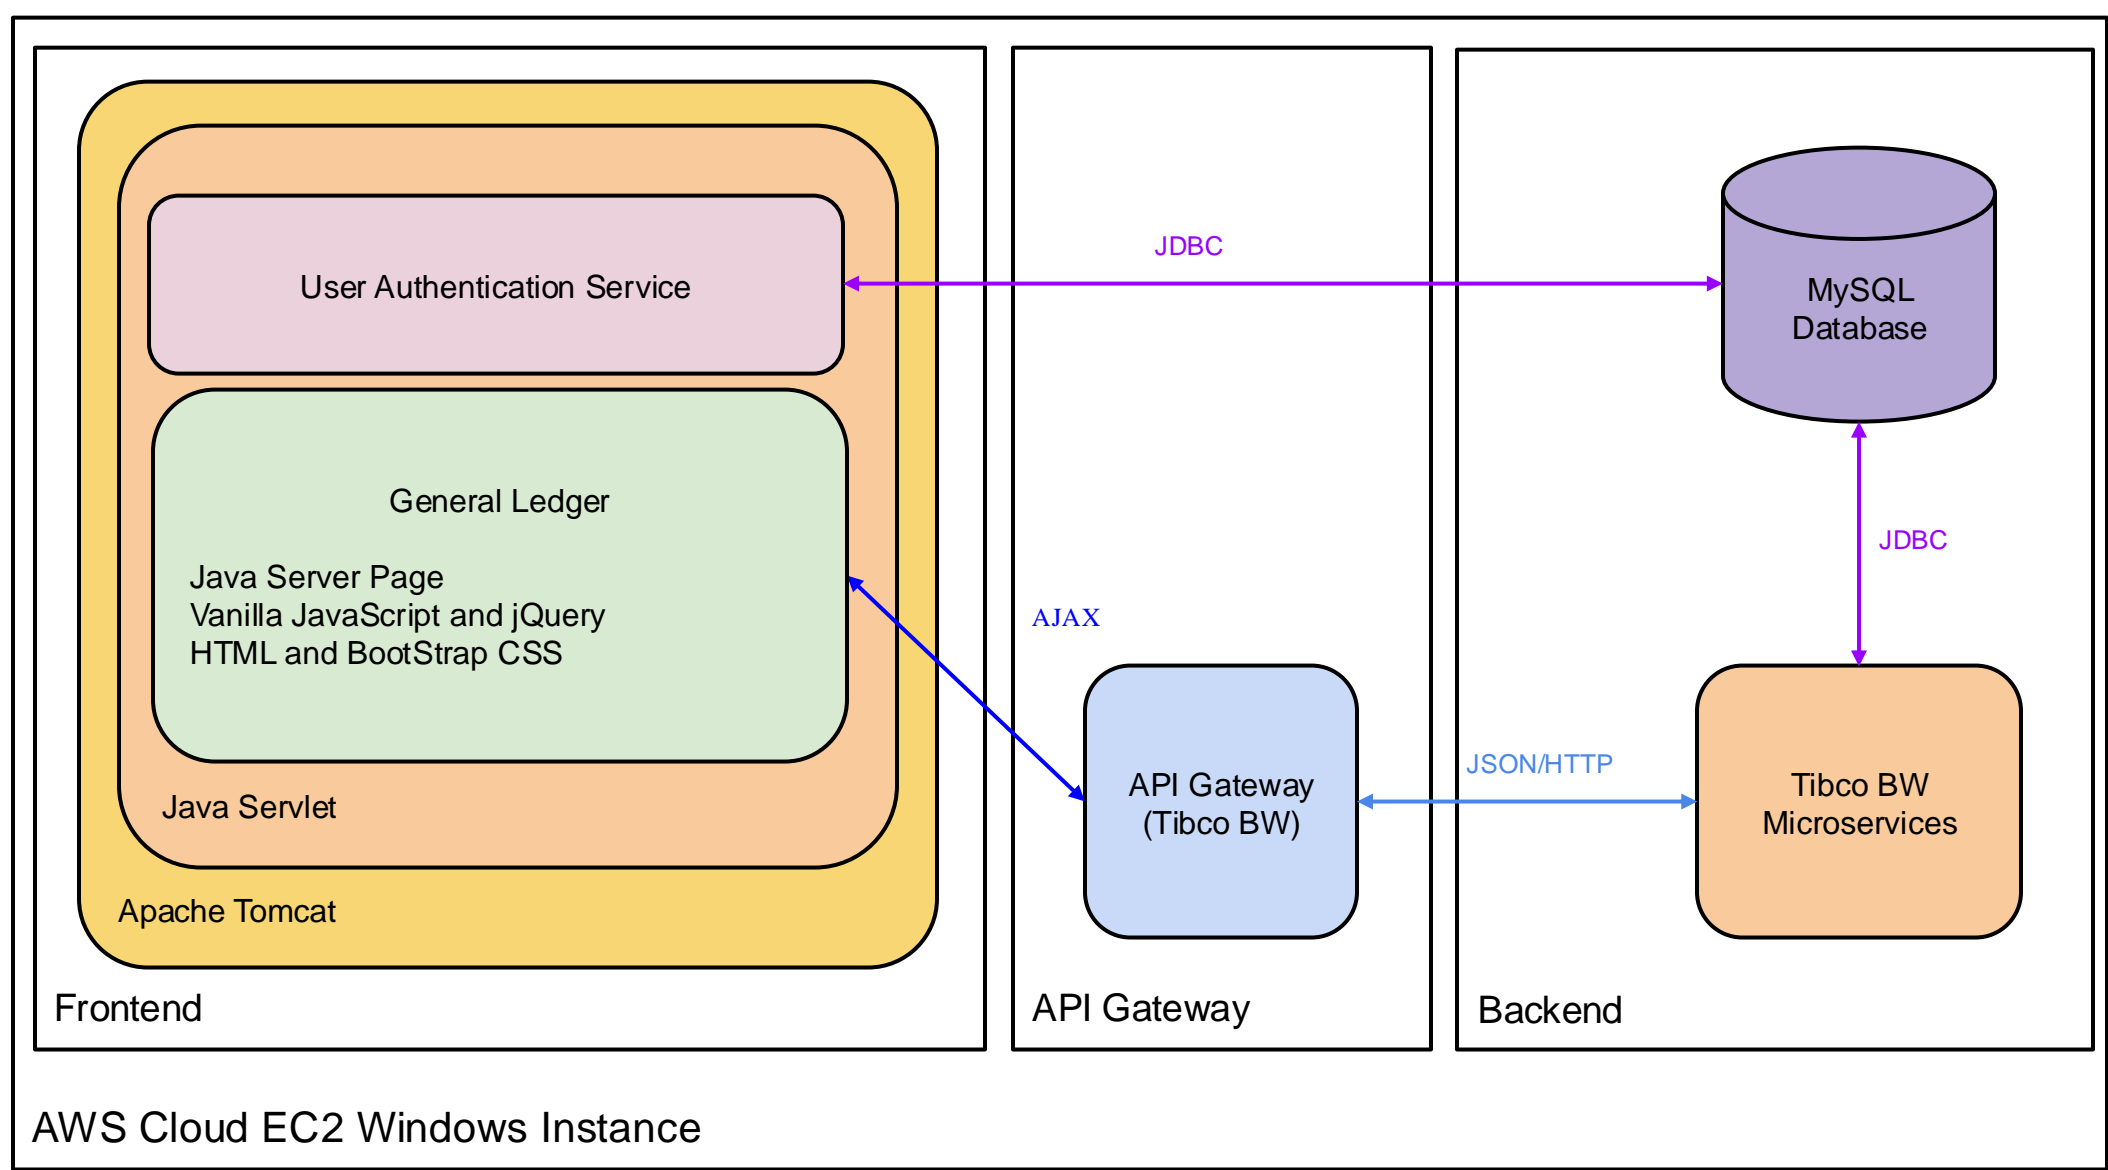 User Authentication Service
General Ledger
Java Server Page
Vanilla JavaScript and jQuery
HTML and BootStrap CSS
Java Servlet
Apache Tomcat
Frontend
JDBC
AJAX
API Gateway
(Tibco BW)
API Gateway
JSON/HTTP
MySQL
Database
JDBC
Tibco BW
Microservices
Backend
AWS Cloud EC2 Windows Instance